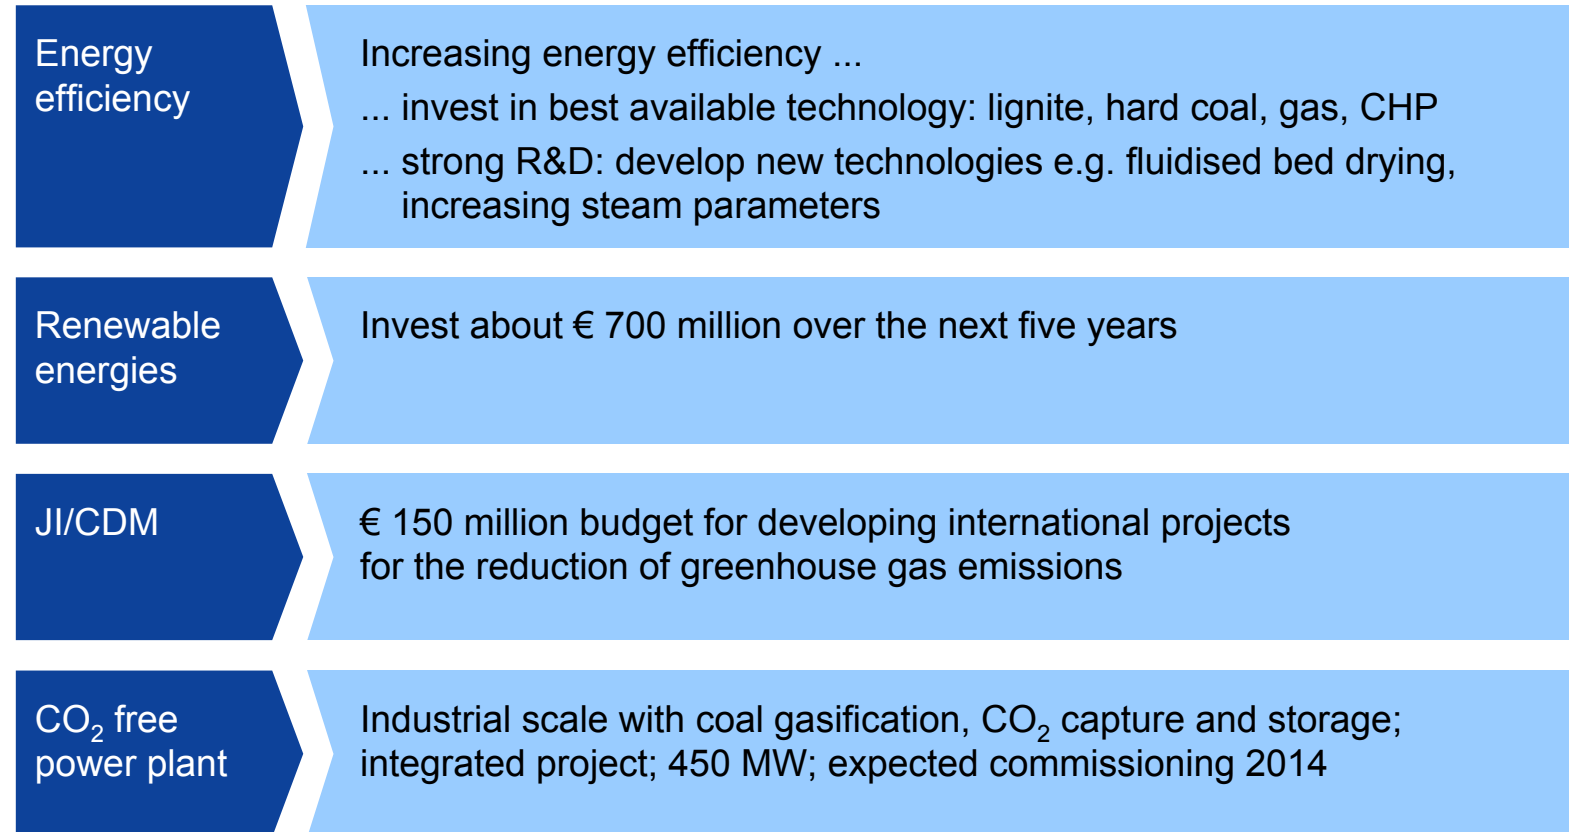 Energy
efficiency
Increasing energy efficiency ...
... invest in best available technology: lignite, hard coal, gas, CHP
... strong R&D: develop new technologies e.g. fluidised bed drying,
increasing steam parameters
Renewable
energies
Invest about € 700 million over the next five years
JI/CDM
€ 150 million budget for developing international projects
for the reduction of greenhouse gas emissions
CO₂ free
power plant
Industrial scale with coal gasification, CO₂ capture and storage;
integrated project; 450 MW; expected commissioning 2014